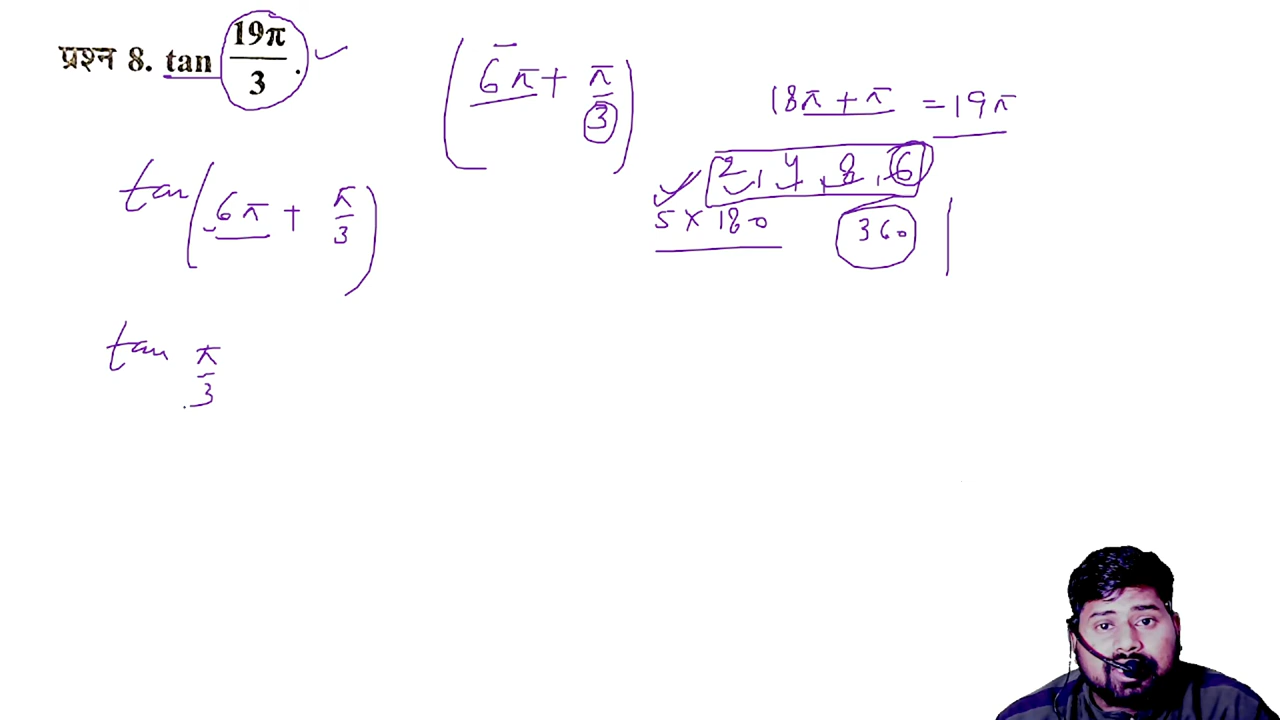 प्रश्न 8. tan 19π/3.
(6π + π/3)
18π + π = 19π
2, 4, 8, 6
5 × 180
360
tan(6π + π/3)
tan π/3